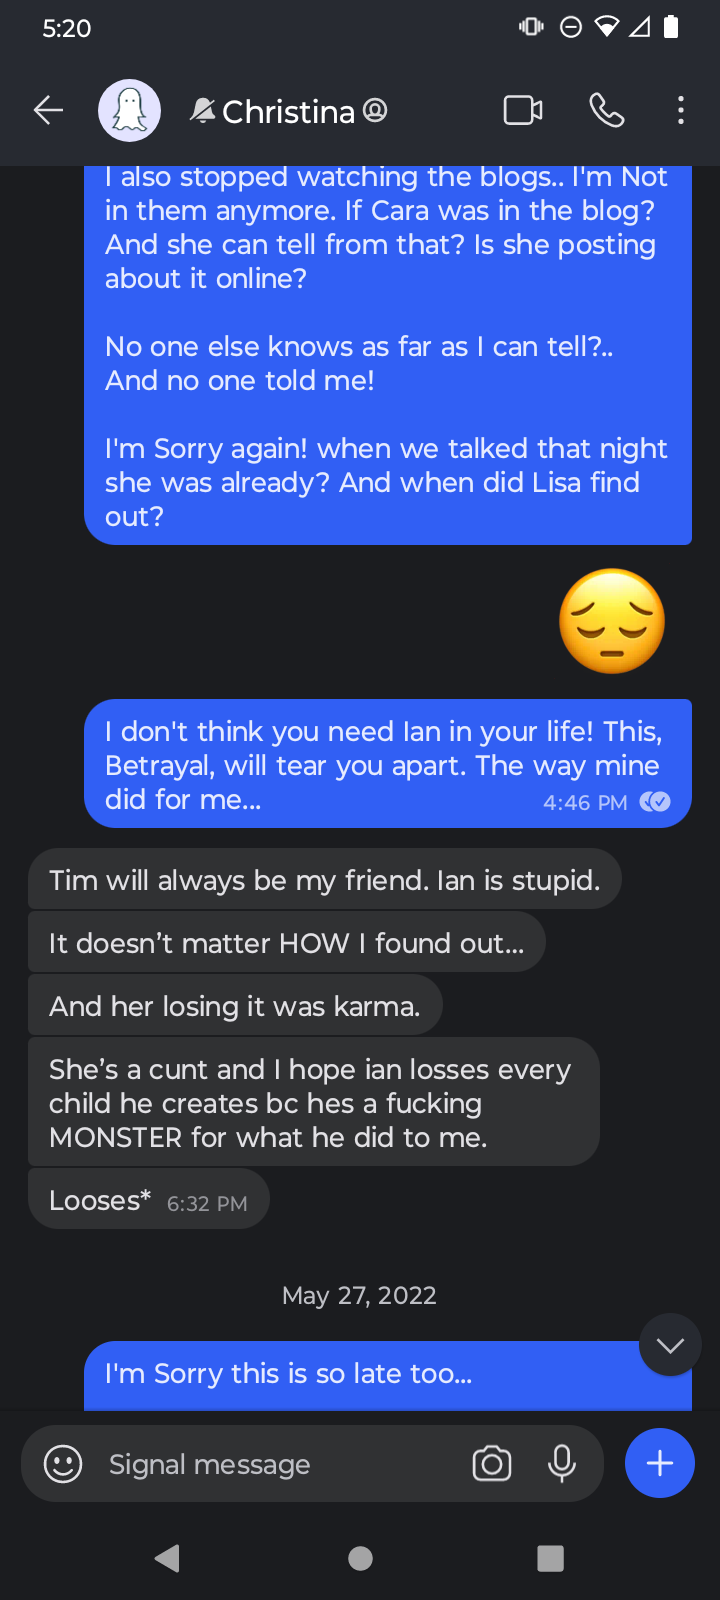 5:20
Christina
I also stopped watching the blogs.. I'm Not
in them anymore. If Cara was in the blog?
And she can tell from that? Is she posting
about it online?
No one else knows as far as I can tell?..
And no one told me!
I'm Sorry again! when we talked that night
she was already? And when did Lisa find
out?
I don't think you need Ian in your life! This,
Betrayal, will tear you apart. The way mine
did for me...
4:46 PM
Tim will always be my friend. Ian is stupid.
It doesn’t matter HOW I found out...
And her losing it was karma.
She’s a cunt and I hope ian losses every
child he creates bc hes a fucking
MONSTER for what he did to me.
Looses* 6:32 PM
May 27, 2022
I'm Sorry this is so late too...
Signal message